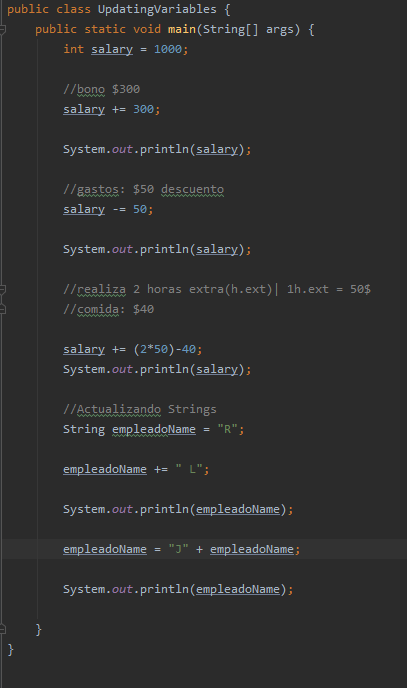 public class UpdatingVariables {
public static void main(String[] args) {
int salary = 1000;
//bono $300
salary += 300;
System.out.println(salary);
//gastos: $50 descuento
salary -= 50;
System.out.println(salary);
//realiza 2 horas extra(h.ext)| 1h.ext = 50$
//comida: $40
salary += (2*50)-40;
System.out.println(salary);
//Actualizando Strings
String empleadoName = "R";
empleadoName += " L";
System.out.println(empleadoName);
empleadoName = "J" + empleadoName;
System.out.println(empleadoName);
}
}